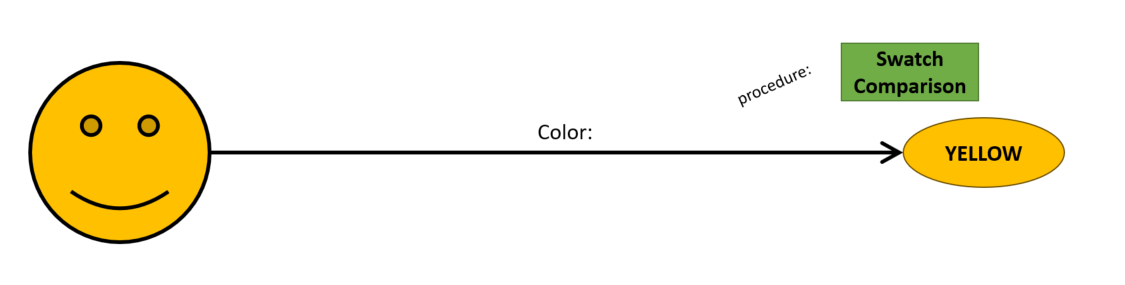 procedure:
Swatch
Comparison
Color:
YELLOW